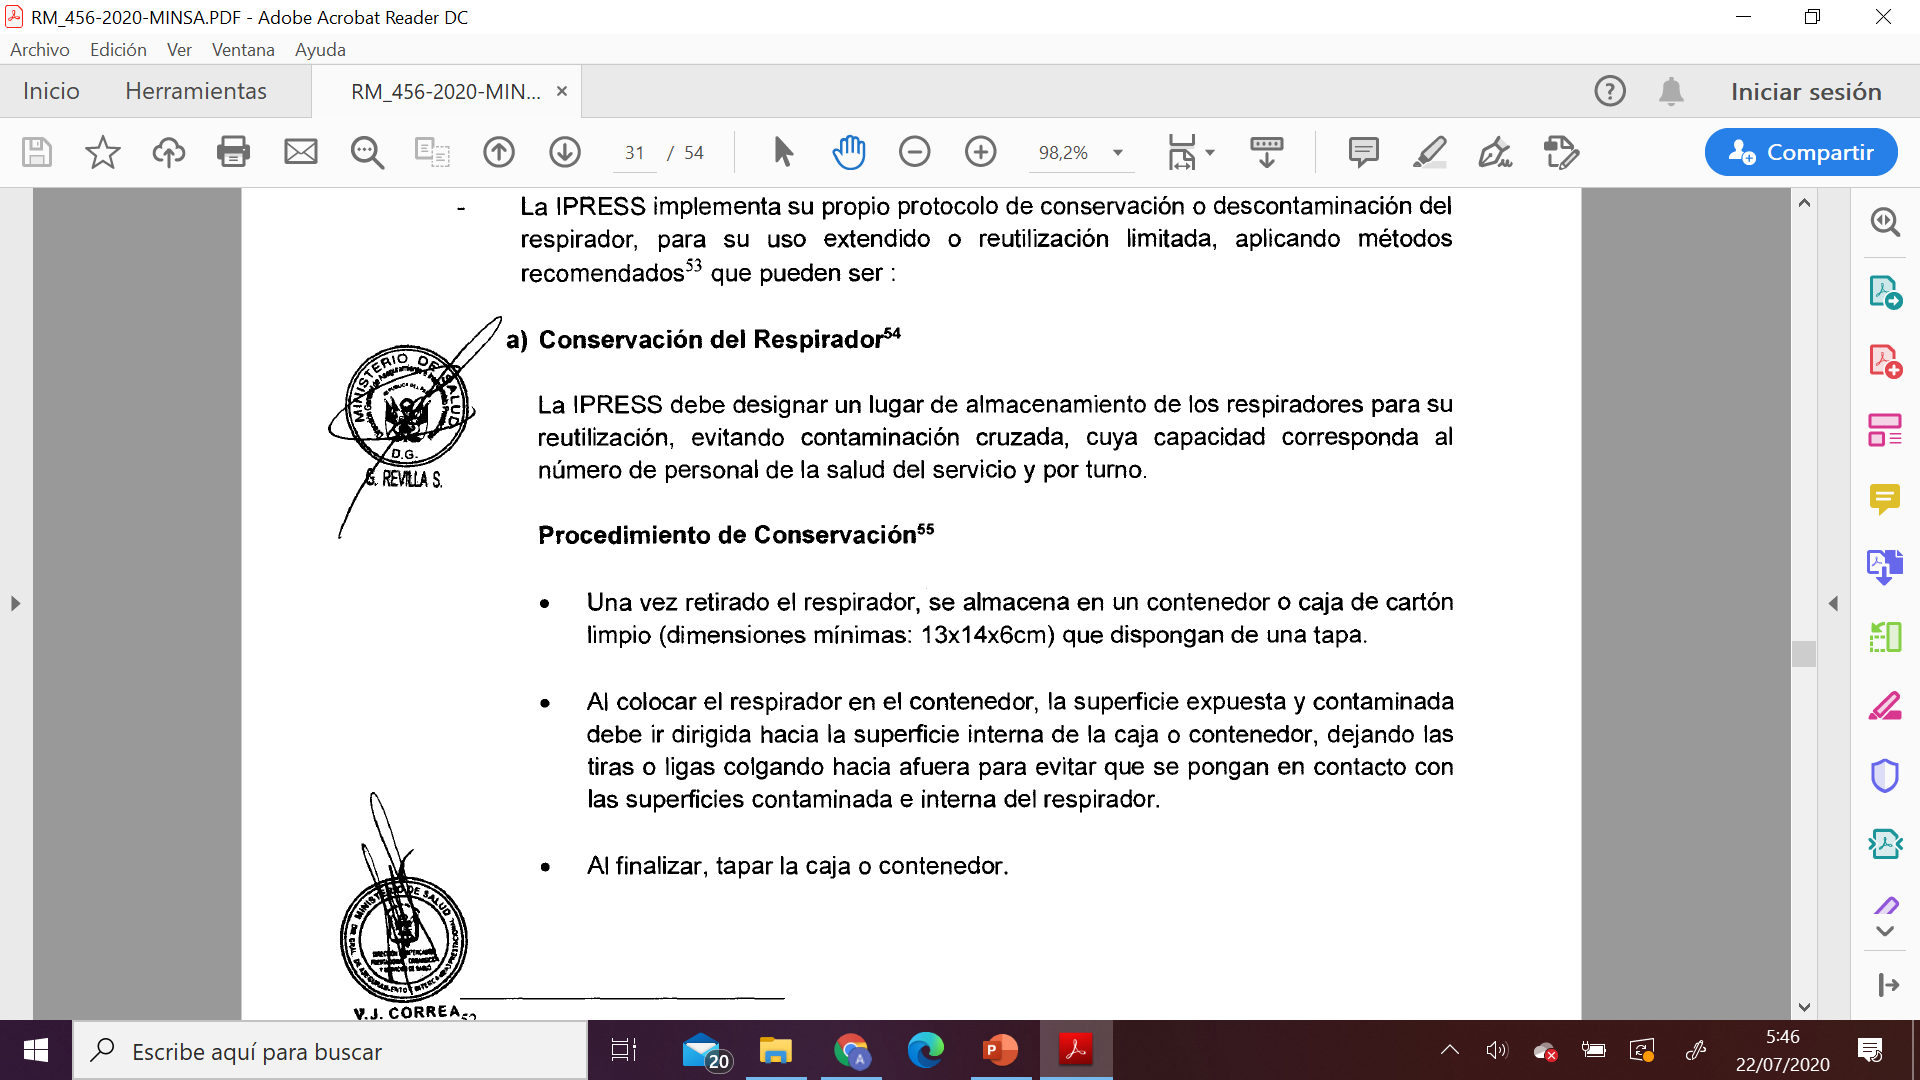 RM_456-2020-MINSA.PDF - Adobe Acrobat Reader DC
Archivo Edición Ver Ventana Ayuda
Inicio Herramientas RM_456-2020-MIN... × Iniciar sesión
31 / 54 98,2% Compartir
- La IPRESS implementa su propio protocolo de conservación o descontaminación del
respirador, para su uso extendido o reutilización limitada, aplicando métodos
recomendados53 que pueden ser :
a) Conservación del Respirador54
La IPRESS debe designar un lugar de almacenamiento de los respiradores para su
reutilización, evitando contaminación cruzada, cuya capacidad corresponda al
número de personal de la salud del servicio y por turno.
MINISTERIO DE SALUD
D.G.
G. REVILLA S.
Procedimiento de Conservación55
• Una vez retirado el respirador, se almacena en un contenedor o caja de cartón
limpio (dimensiones mínimas: 13x14x6cm) que dispongan de una tapa.
• Al colocar el respirador en el contenedor, la superficie expuesta y contaminada
debe ir dirigida hacia la superficie interna de la caja o contenedor, dejando las
tiras o ligas colgando hacia afuera para evitar que se pongan en contacto con
las superficies contaminada e interna del respirador.
• Al finalizar, tapar la caja o contenedor.
MINISTERIO DE SALUD
V.J. CORREA
Escribe aquí para buscar
20
5:46
22/07/2020